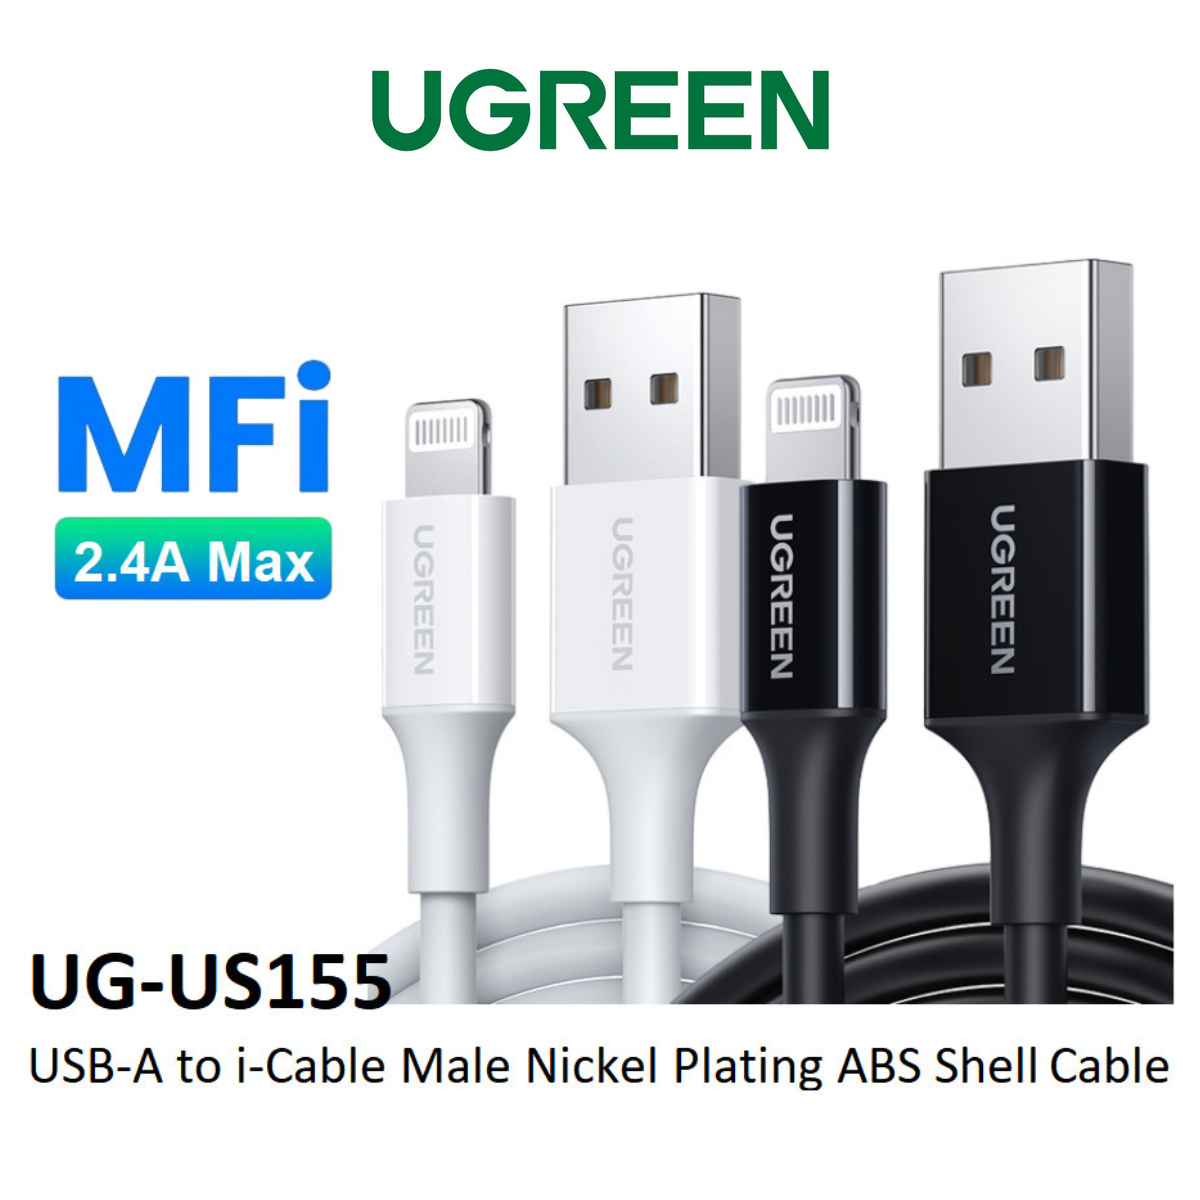 UGREEN
MFi
2.4A Max
UGREEN
UGREEN
UGREEN
UGREEN
UG-US155
USB-A to i-Cable Male Nickel Plating ABS Shell Cable